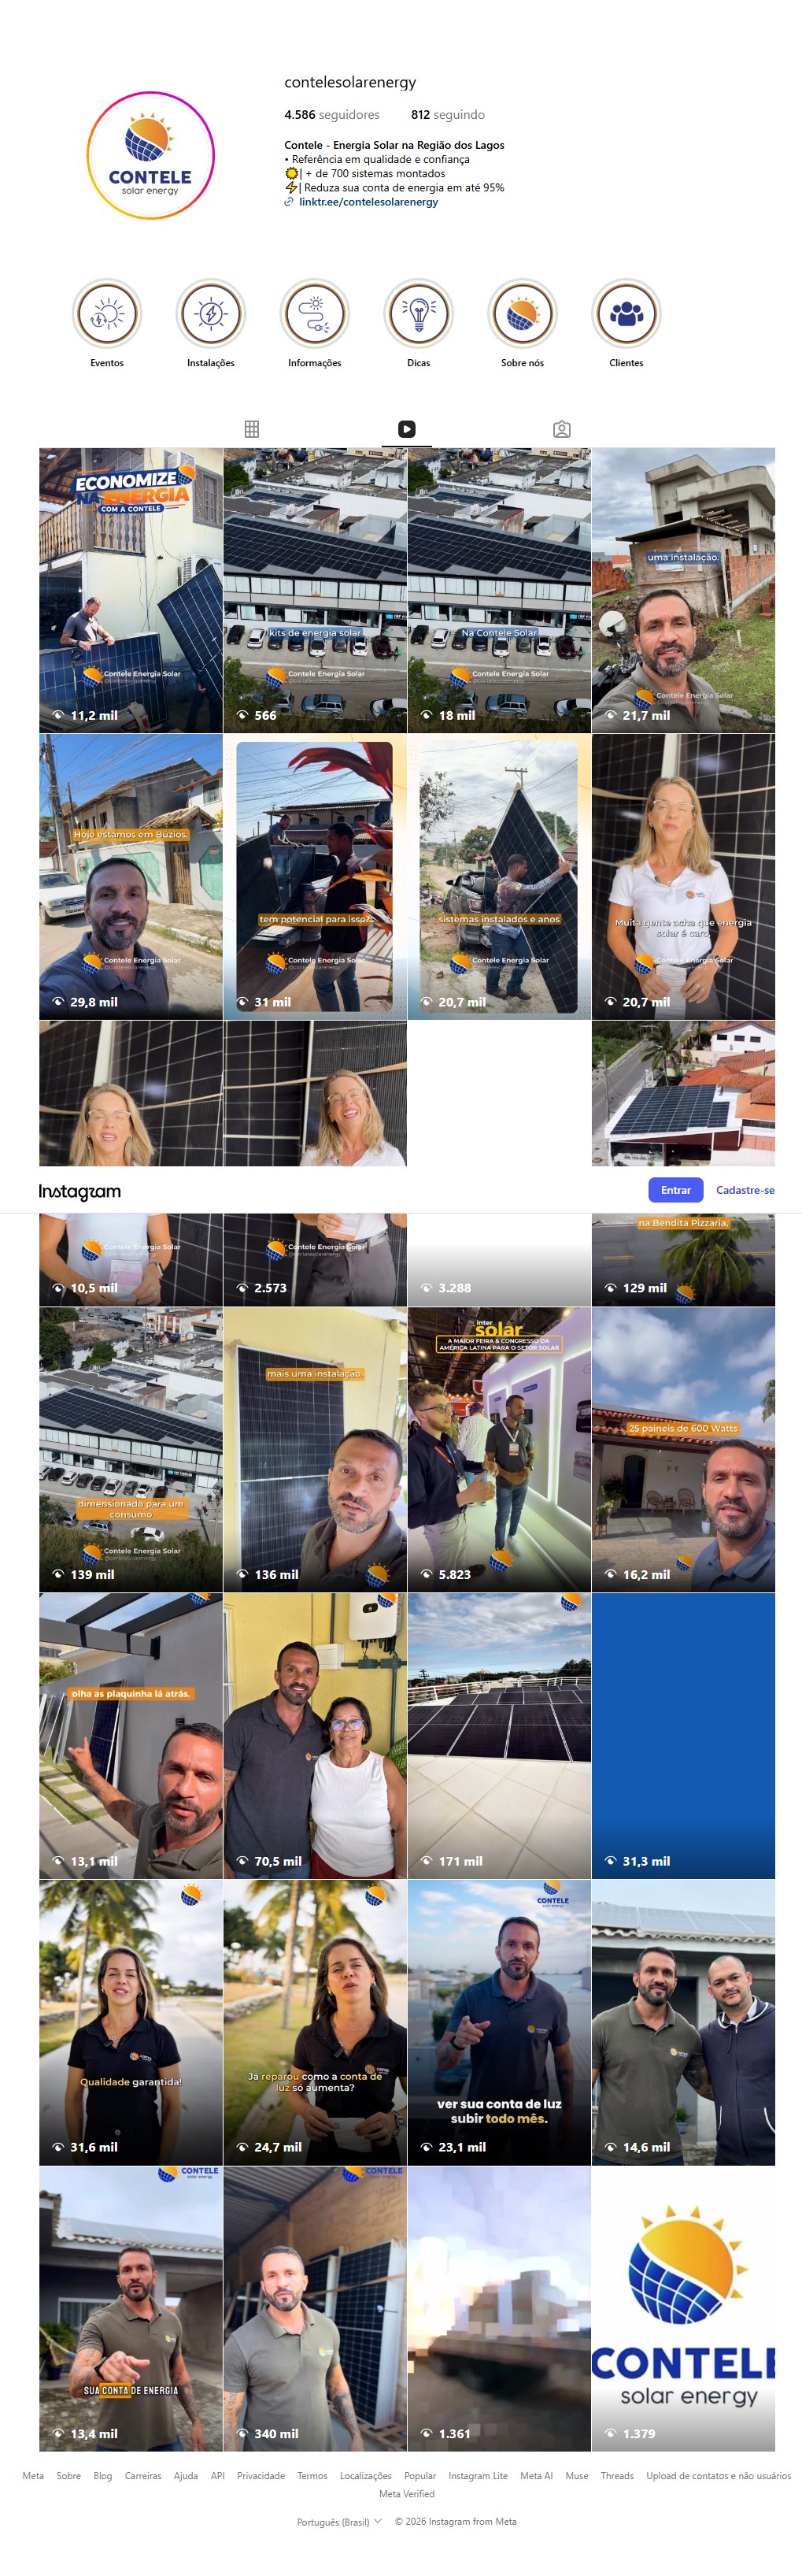 contelesolarenergy
4.586 seguidores 812 seguindo
Contele - Energia Solar na Região dos Lagos
• Referência em qualidade e confiança
| + de 700 sistemas montados
| Reduza sua conta de energia em até 95%
linktr.ee/contelesolarenergy
CONTELE
solar energy
Eventos Instalações Informações Dicas Sobre nós Clientes
ECONOMIZE
NA ENERGIA
COM A CONTELE
Contele Energia Solar
11,2 mil
kits de energia solar
Contele Energia Solar
566
Na Contele Solar
Contele Energia Solar
18 mil
uma instalação.
Contele Energia Solar
21,7 mil
Hoje estamos em Búzios,
Contele Energia Solar
29,8 mil
tem potencial para isso?
Contele Energia Solar
31 mil
sistemas instalados e anos
Contele Energia Solar
20,7 mil
Muita gente acha que energia
solar é caro.
Contele Energia Solar
20,7 mil
Instagram
Entrar
Cadastre-se
Contele Energia Solar
10,5 mil
Contele Energia Solar
2.573
3.288
na Bendita Pizzaria,
129 mil
dimensionado para um
consumo
Contele Energia Solar
139 mil
mais uma instalação.
136 mil
inter
solar
A MAIOR FEIRA & CONGRESSO DA
AMÉRICA LATINA PARA O SETOR SOLAR
5.823
25 paineis de 600 Watts
16,2 mil
olha as plaquinha lá atrás.
13,1 mil
70,5 mil
171 mil
31,3 mil
Qualidade garantida!
31,6 mil
Já reparou como a conta de
luz só aumenta?
24,7 mil
CONTELE
ver sua conta de luz
subir todo mês.
23,1 mil
14,6 mil
CONTELE
solar energy
SUA CONTA DE ENERGIA
13,4 mil
CONTELE
solar energy
340 mil
1.361
CONTELE
solar energy
1.379
Meta Sobre Blog Carreiras Ajuda API Privacidade Termos Localizações Popular Instagram Lite Meta AI Muse Threads Upload de contatos e não usuários
Meta Verified
Português (Brasil) © 2026 Instagram from Meta